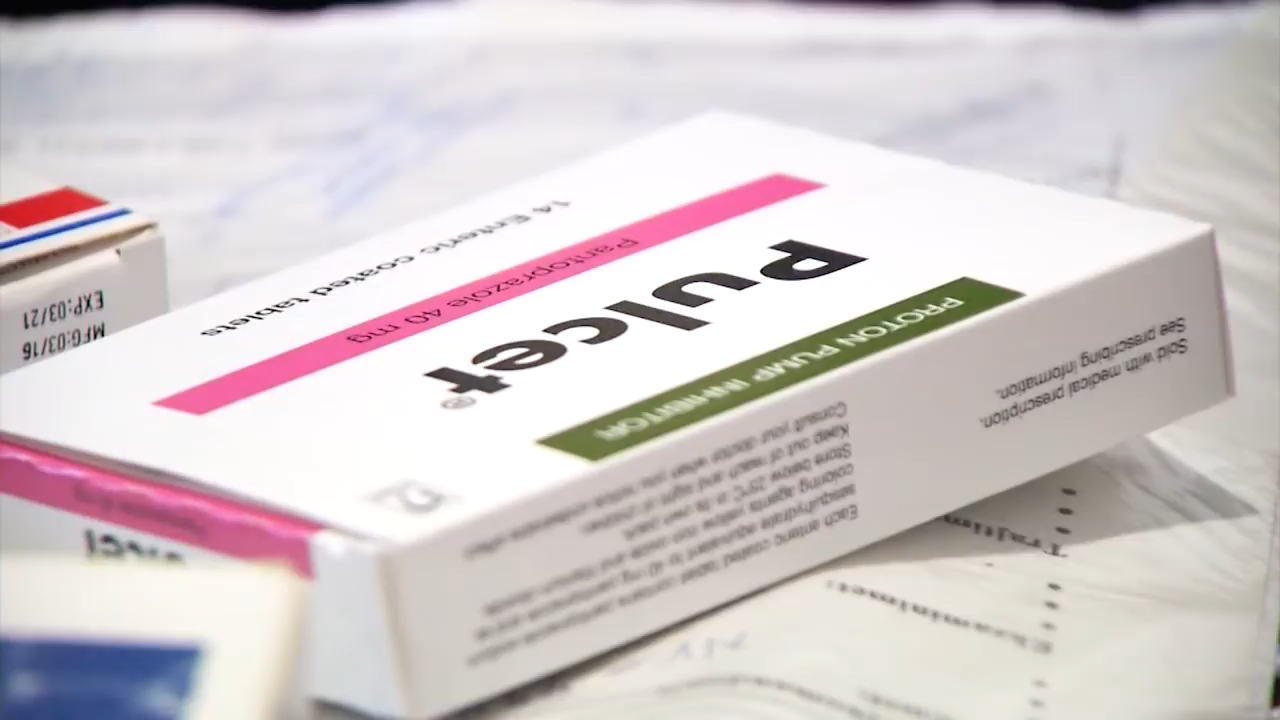 14 Enteric coated tablets
Pantoprazole 40 mg
Pulcet®
PROTON PUMP INHIBITOR
Sold with medical prescription.
See prescribing information.
Each enteric coated tablet contains pantoprazole sodium
sesquihydrate equivalent to 40 mg pantoprazole
coloring agents yellow iron oxide and titanium dioxide
Store below 25°C in its own pack.
Keep out of reach and sight of children.
Consult your doctor when you notice
MFG:03/16
EXP:03/21
Ekzaminimet:
Trajtim